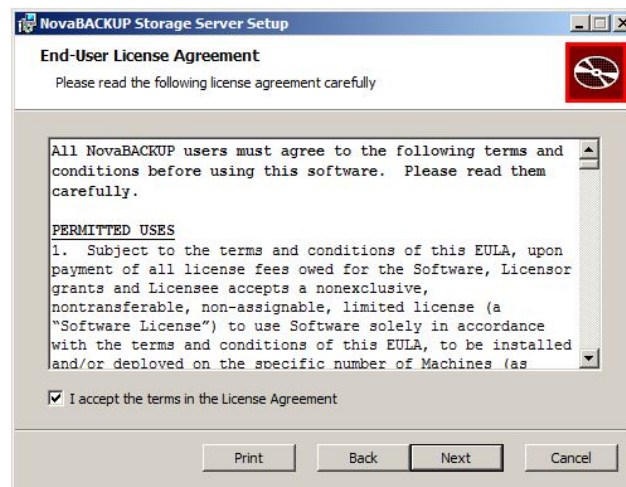 NovaBACKUP Storage Server Setup
End-User License Agreement
Please read the following license agreement carefully
All NovaBACKUP users must agree to the following terms and
conditions before using this software.  Please read them
carefully.
PERMITTED USES
1.  Subject to the terms and conditions of this EULA, upon
payment of all license fees owed for the Software, Licensor
grants and Licensee accepts a nonexclusive,
nontransferable, non-assignable, limited license (a
“Software License”) to use Software solely in accordance
with the terms and conditions of this EULA, to be installed
and/or deployed on the specific number of Machines (as
I accept the terms in the License Agreement
Print Back Next Cancel